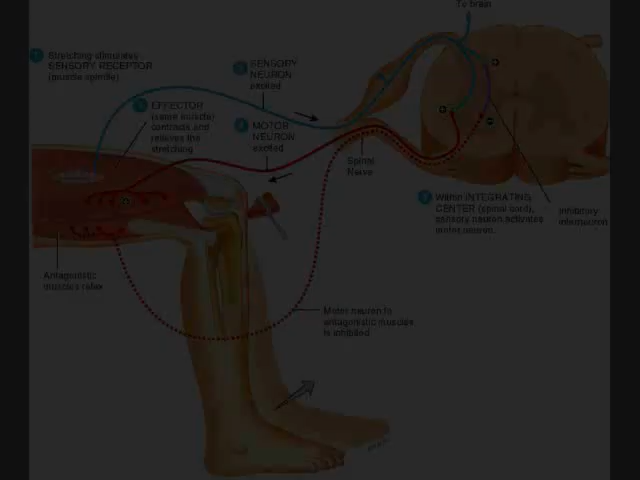 To brain
1 Stretching stimulates
SENSORY RECEPTOR
(muscle spindle)
2 SENSORY
NEURON
excited
5 EFFECTOR
(same muscle)
contracts and
relieves the
stretching
4 MOTOR
NEURON
excited
Spinal
Nerve
3 Within INTEGRATING
CENTER (spinal cord),
sensory neuron activates
motor neuron.
Inhibitory
interneuron
Antagonistic
muscles relax
Motor neuron to
antagonistic muscles
is inhibited